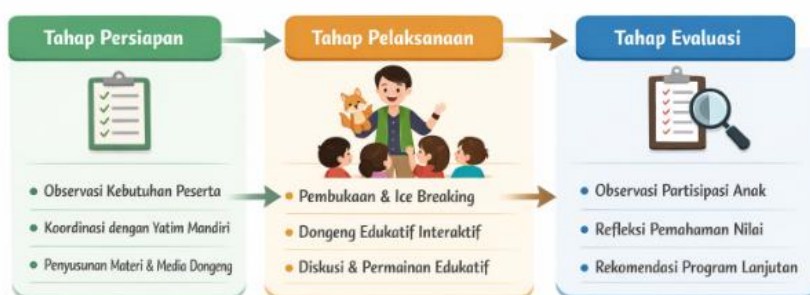 Tahap Persiapan
Observasi Kebutuhan Peserta
Koordinasi dengan Yatim Mandiri
Penyusunan Materi & Media Dongeng
Tahap Pelaksanaan
Pembukaan & Ice Breaking
Dongeng Edukatif Interaktif
Diskusi & Permainan Edukatif
Tahap Evaluasi
Observasi Partisipasi Anak
Refleksi Pemahaman Nilai
Rekomendasi Program Lanjutan